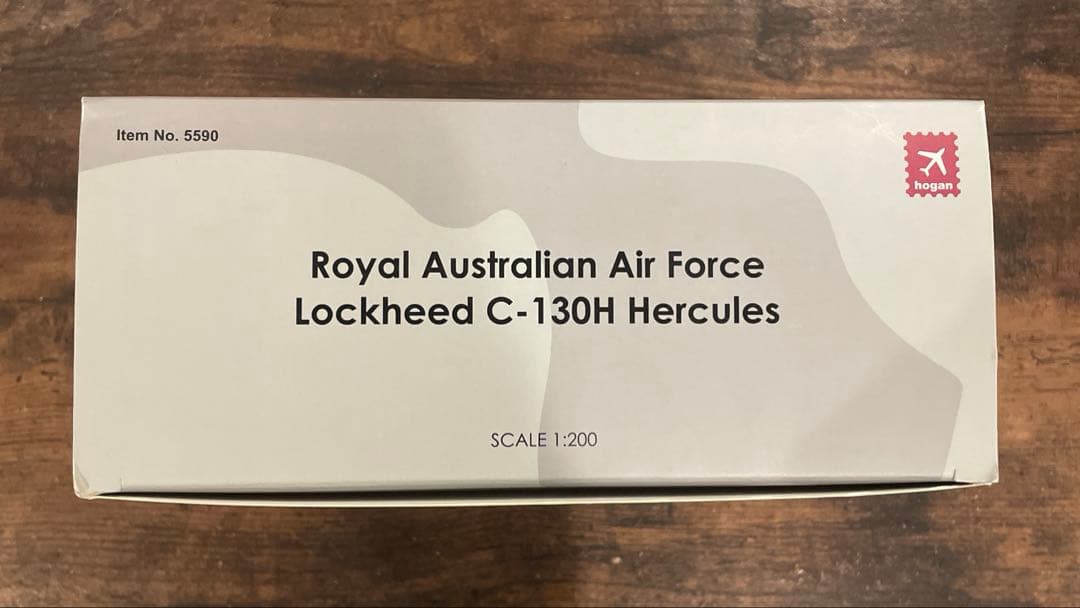 Item No. 5590
hogan
Royal Australian Air Force
Lockheed C-130H Hercules
SCALE 1:200